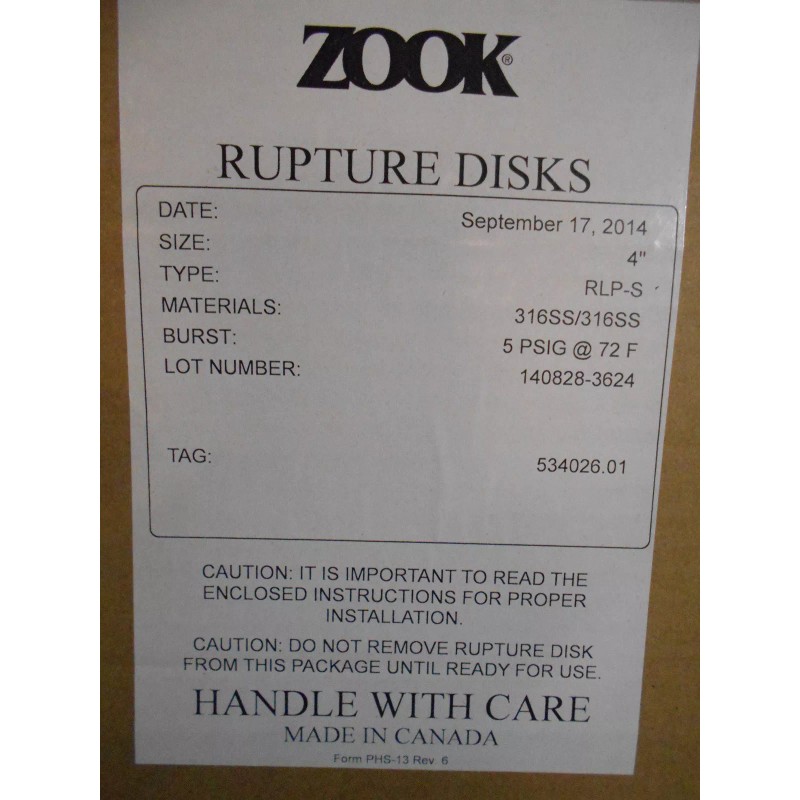 ZOOK®
RUPTURE DISKS
DATE: September 17, 2014
SIZE: 4"
TYPE: RLP-S
MATERIALS: 316SS/316SS
BURST: 5 PSIG @ 72 F
LOT NUMBER: 140828-3624
TAG: 534026.01
CAUTION: IT IS IMPORTANT TO READ THE
ENCLOSED INSTRUCTIONS FOR PROPER
INSTALLATION.
CAUTION: DO NOT REMOVE RUPTURE DISK
FROM THIS PACKAGE UNTIL READY FOR USE.
HANDLE WITH CARE
MADE IN CANADA
Form PHS-13 Rev. 6